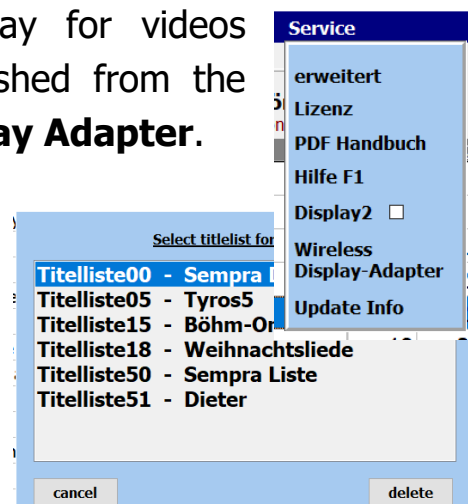 ay for videos
shed from the
ay Adapter.
Service
erweitert
Lizenz
PDF Handbuch
Hilfe F1
Display2
Wireless
Display-Adapter
Update Info
Select titlelist for
Titelliste00 - Sempra
Titelliste05 - Tyros5
Titelliste15 - Böhm-Or
Titelliste18 - Weihnachtsliede
Titelliste50 - Sempra Liste
Titelliste51 - Dieter
cancel
delete